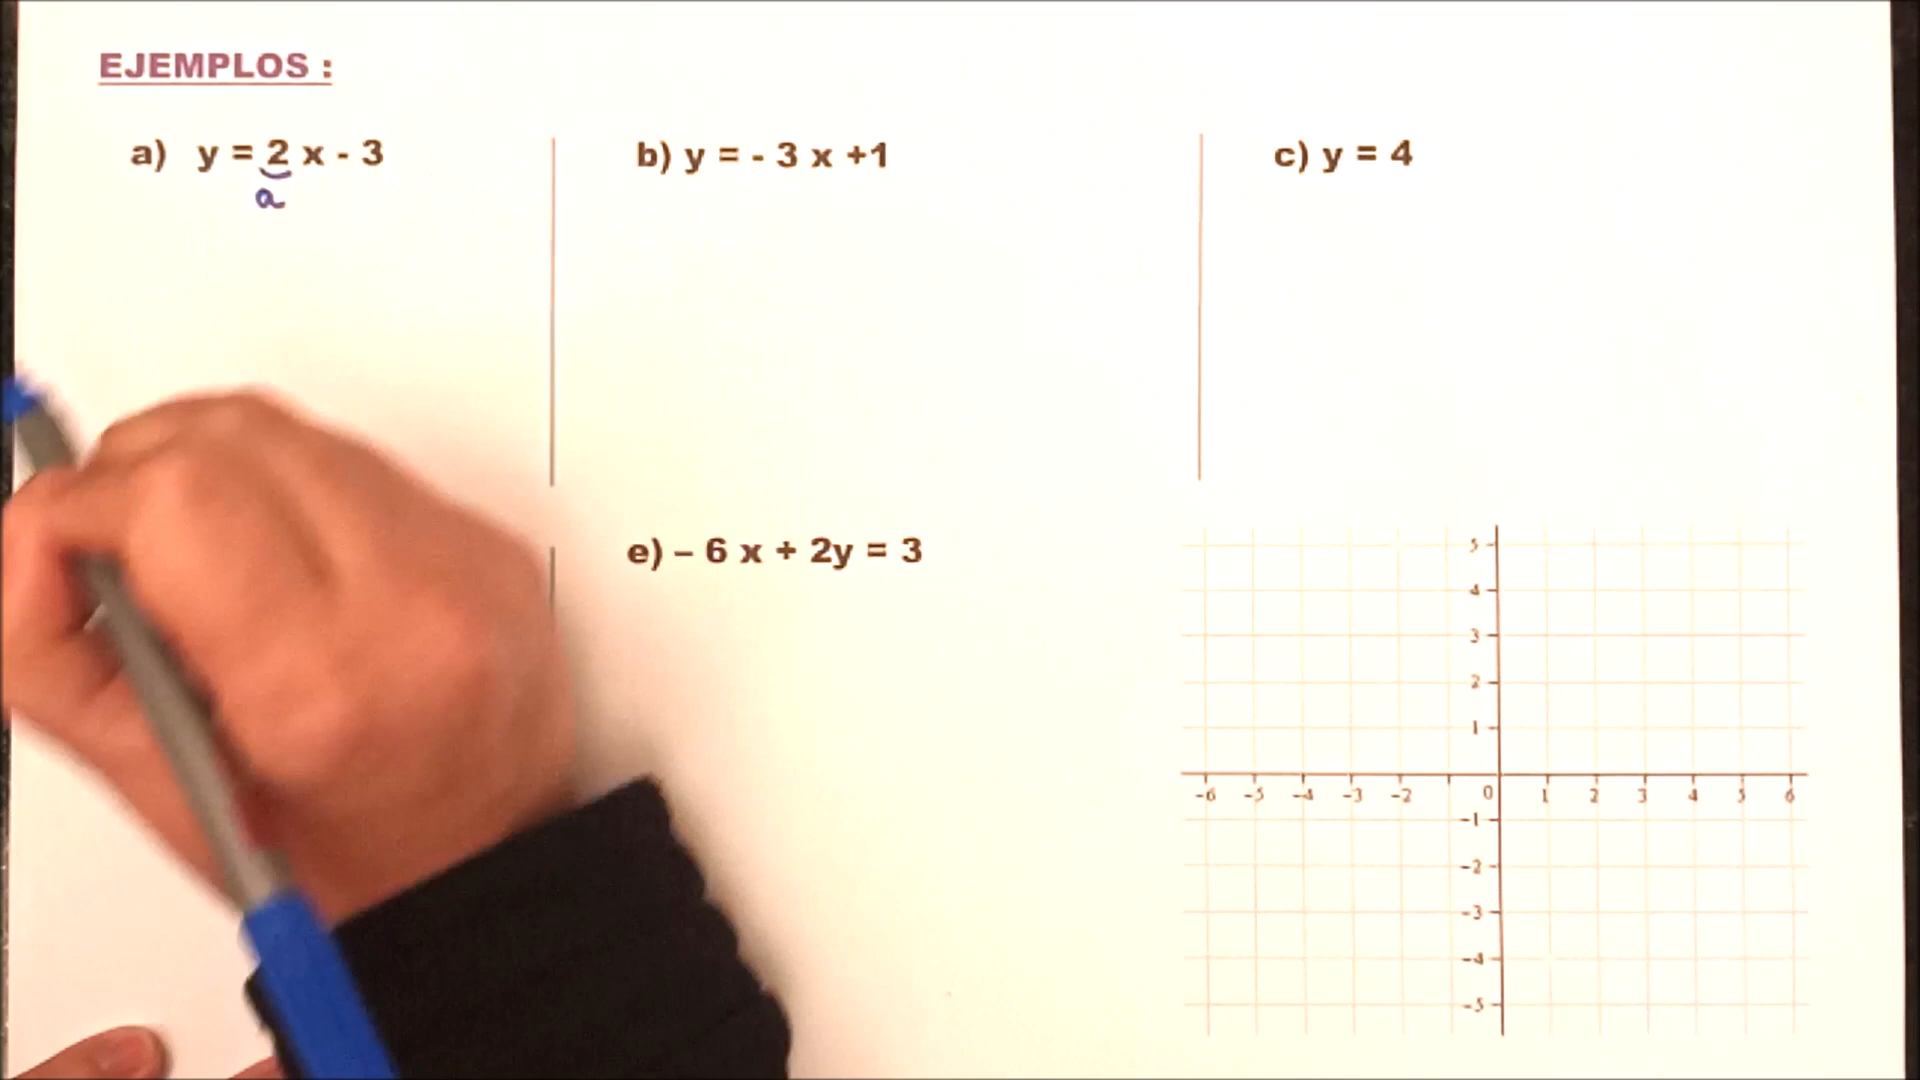 EJEMPLOS :
a) y = 2 x - 3
a
b) y = - 3 x +1
c) y = 4
e) – 6 x + 2y = 3
5
4
3
2
1
-6 -5 -4 -3 -2 0 1 2 3 4 5 6
-1
-2
-3
-4
-5